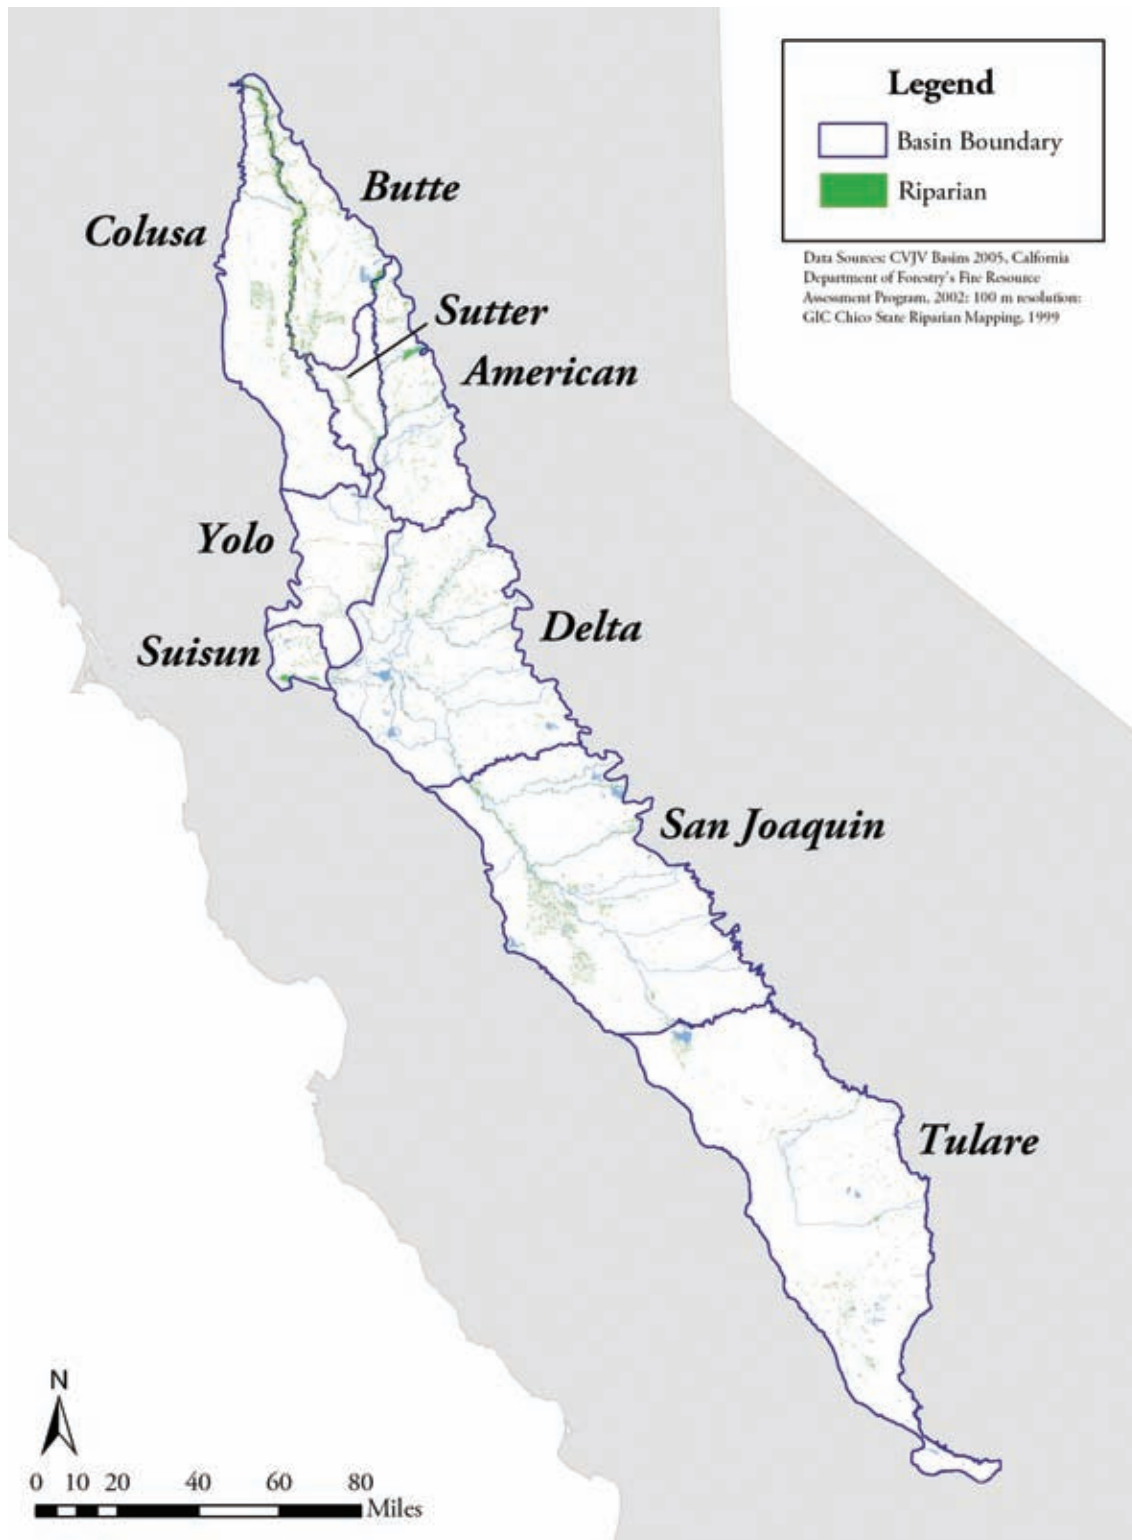 Legend
Basin Boundary
Riparian
Data Sources: CVJV Basins 2005, Calfornia
Department of Forestry's Fire Resource
Assessment Program, 2002: 100 m resolution:
GIC Chico State Riparian Mapping, 1999
Butte
Colusa
Sutter
American
Yolo
Delta
Suisun
San Joaquin
Tulare
N
0 10 20 40 60 80
Miles